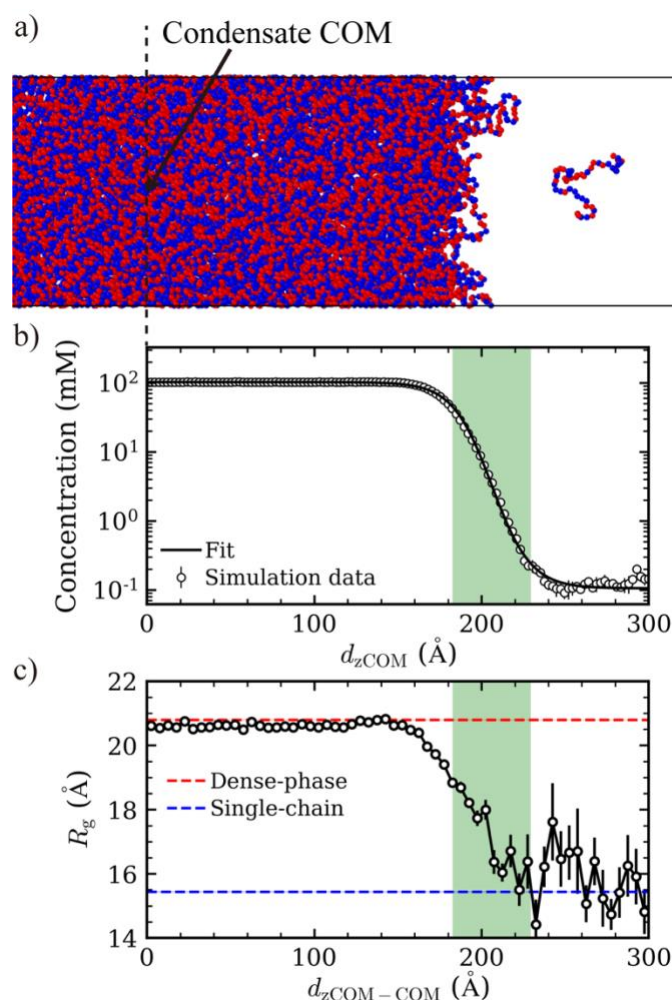 a)
Condensate COM
b)
Concentration (mM)
10²
10¹
10⁰
10⁻¹
Fit
Simulation data
0 100 200 300
d_zCOM (Å)
c)
R_g (Å)
22
20
18
16
14
Dense-phase
Single-chain
0 100 200 300
d_zCOM−COM (Å)